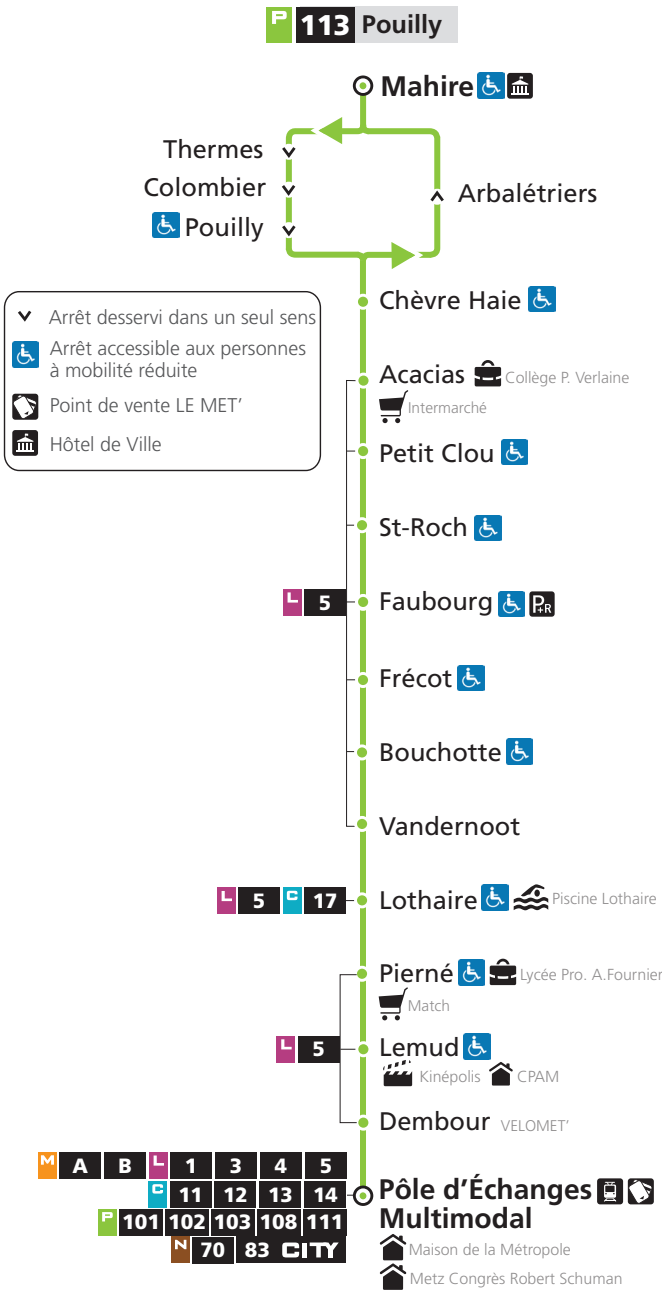 P 113 Pouilly
Mahire
Thermes
Colombier
Pouilly
Arbalétriers
Chèvre Haie
Arrêt desservi dans un seul sens
Arrêt accessible aux personnes
à mobilité réduite
Point de vente LE MET’
Hôtel de Ville
Acacias Collège P. Verlaine
Intermarché
Petit Clou
St-Roch
L 5 Faubourg P+R
Frécot
Bouchotte
Vandernoot
L 5 C 17 Lothaire Piscine Lothaire
Pierné Lycée Pro. A.Fournier
Match
L 5 Lemud
Kinépolis CPAM
Dembour VELOMET’
M A B L 1 3 4 5
C 11 12 13 14
P 101 102 103 108 111
N 70 83 CITY
Pôle d’Échanges
Multimodal
Maison de la Métropole
Metz Congrès Robert Schuman